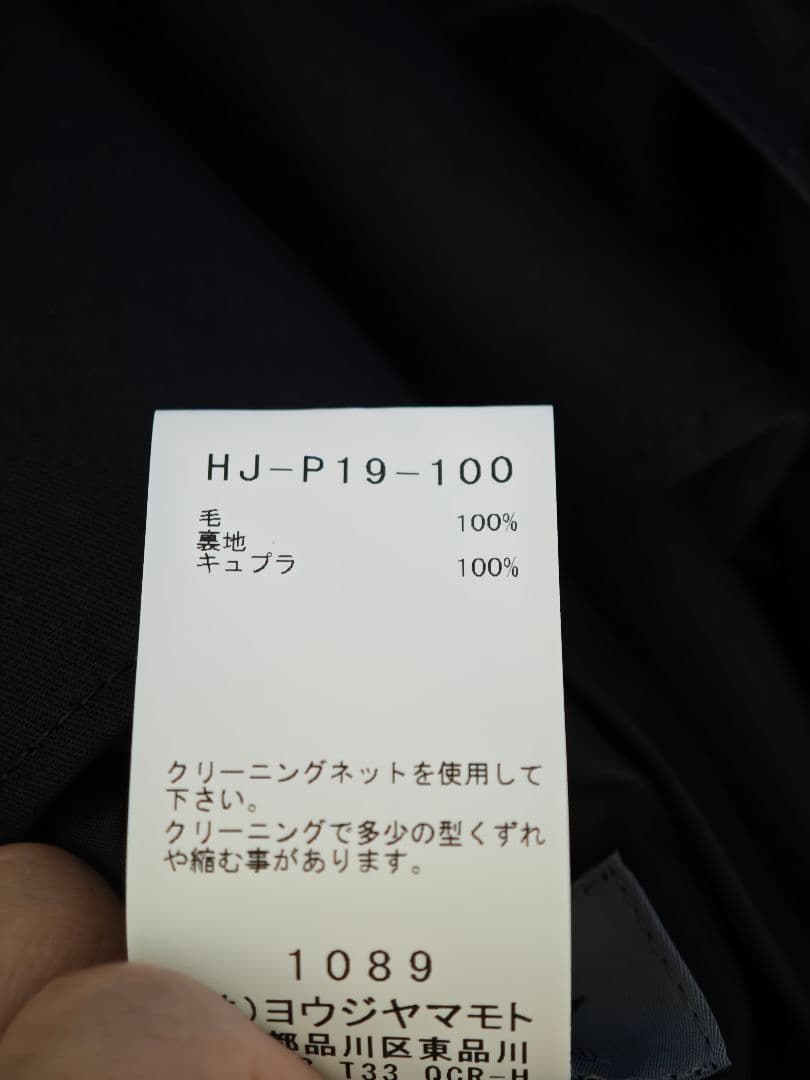 HJ-P19-100
毛 100%
裏地
キュプラ 100%
クリーニングネットを使用して
下さい。
クリーニングで多少の型くずれ
や縮む事があります。
1089
)ヨウジヤマモト
都品川区東品川
T33 QCR-H